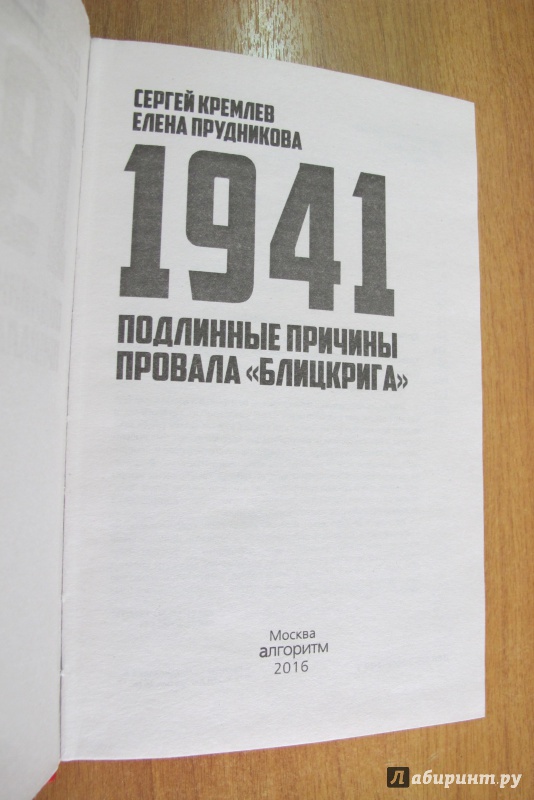 СЕРГЕЙ КРЕМЛЕВ
ЕЛЕНА ПРУДНИКОВА
1941
ПОДЛИННЫЕ ПРИЧИНЫ
ПРОВАЛА «БЛИЦКРИГА»
Москва
алгоритм
2016
Лабиринт.ру